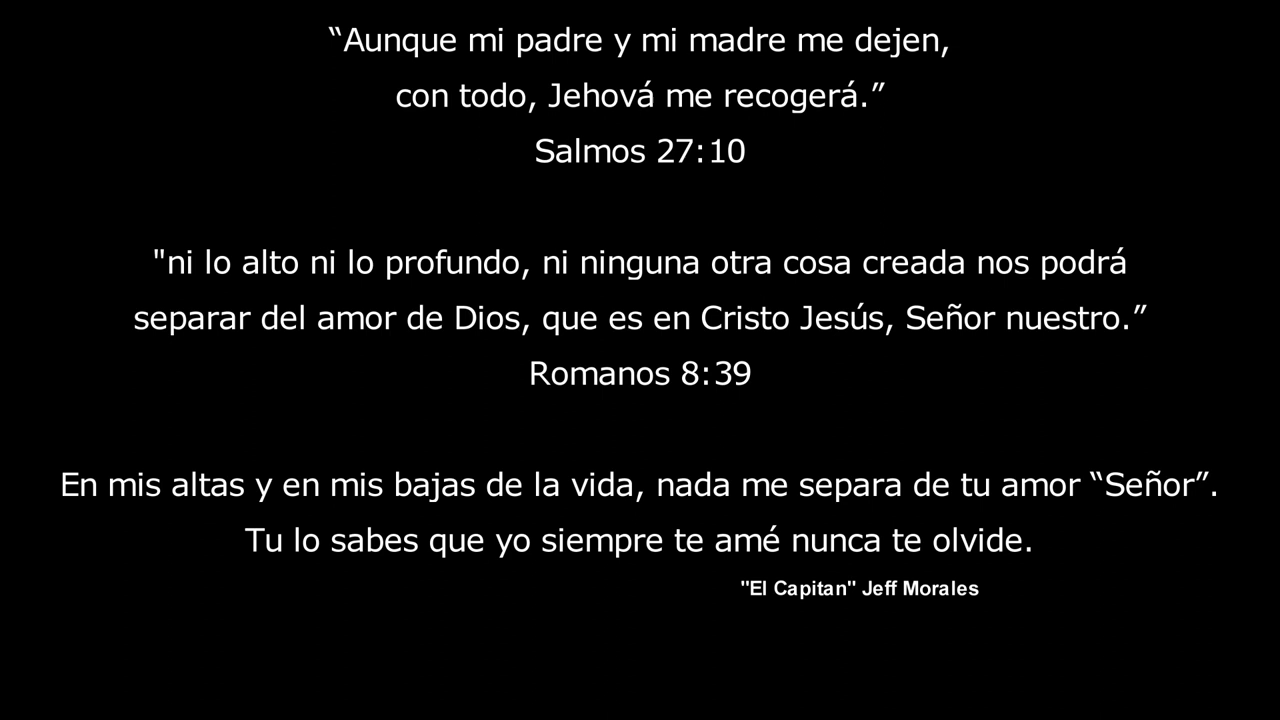 “Aunque mi padre y mi madre me dejen,
con todo, Jehová me recogerá.”
Salmos 27:10
"ni lo alto ni lo profundo, ni ninguna otra cosa creada nos podrá
separar del amor de Dios, que es en Cristo Jesús, Señor nuestro.”
Romanos 8:39
En mis altas y en mis bajas de la vida, nada me separa de tu amor “Señor”.
Tu lo sabes que yo siempre te amé nunca te olvide.
"El Capitan" Jeff Morales